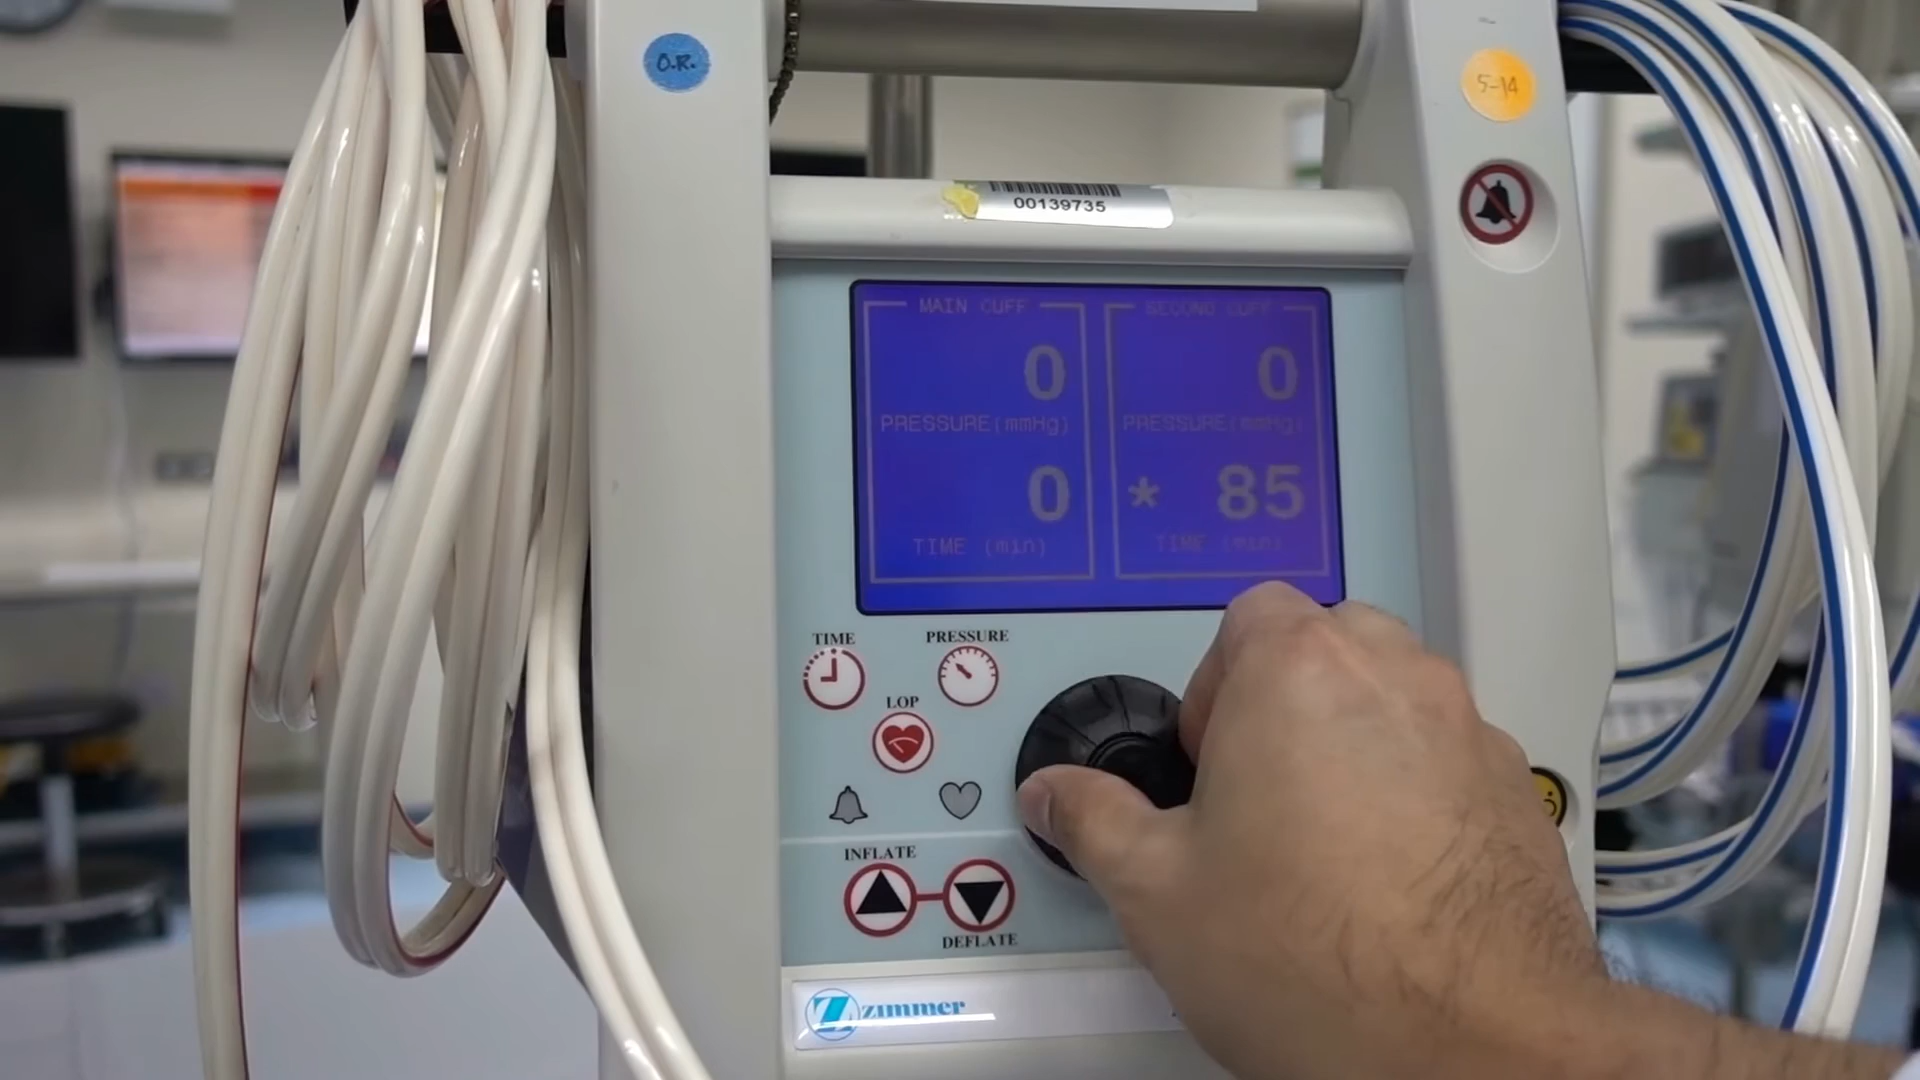 O.R.
5-14
00139735
MAIN CUFF
SECOND CUFF
0
0
PRESSURE(mmHg)
PRESSURE(mmHg)
0
* 85
TIME (min)
TIME (min)
TIME
PRESSURE
LOP
INFLATE
DEFLATE
Z zimmer